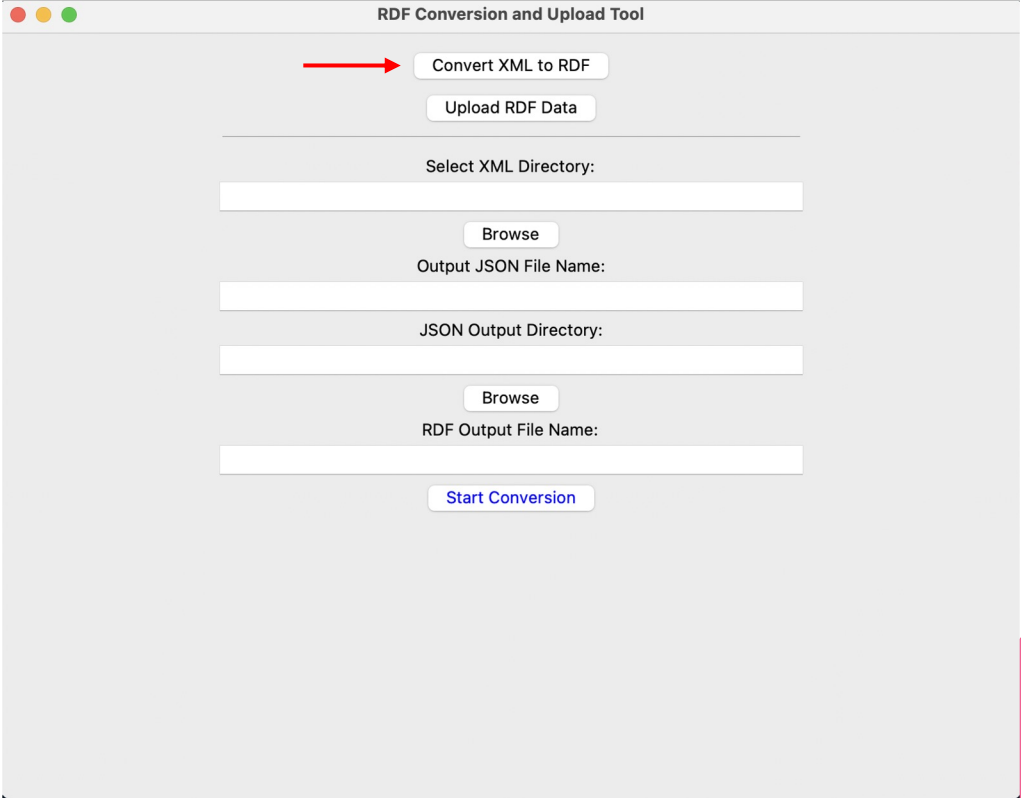 RDF Conversion and Upload Tool
Convert XML to RDF
Upload RDF Data
Select XML Directory:
Browse
Output JSON File Name:
JSON Output Directory:
Browse
RDF Output File Name:
Start Conversion